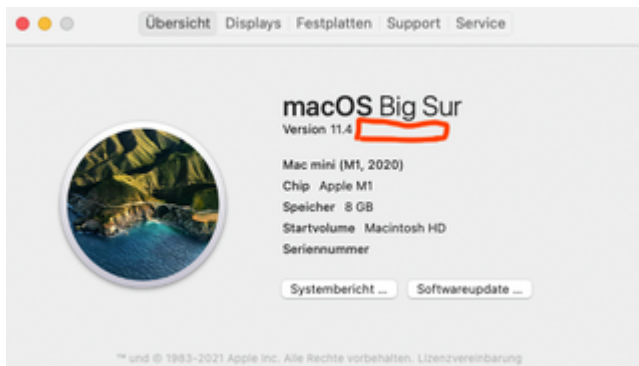 Übersicht Displays Festplatten Support Service
macOS Big Sur
Version 11.4
Mac mini (M1, 2020)
Chip Apple M1
Speicher 8 GB
Startvolume Macintosh HD
Seriennummer
Systembericht ... Softwareupdate ...
™ und © 1983-2021 Apple Inc. Alle Rechte vorbehalten. Lizenzvereinbarung